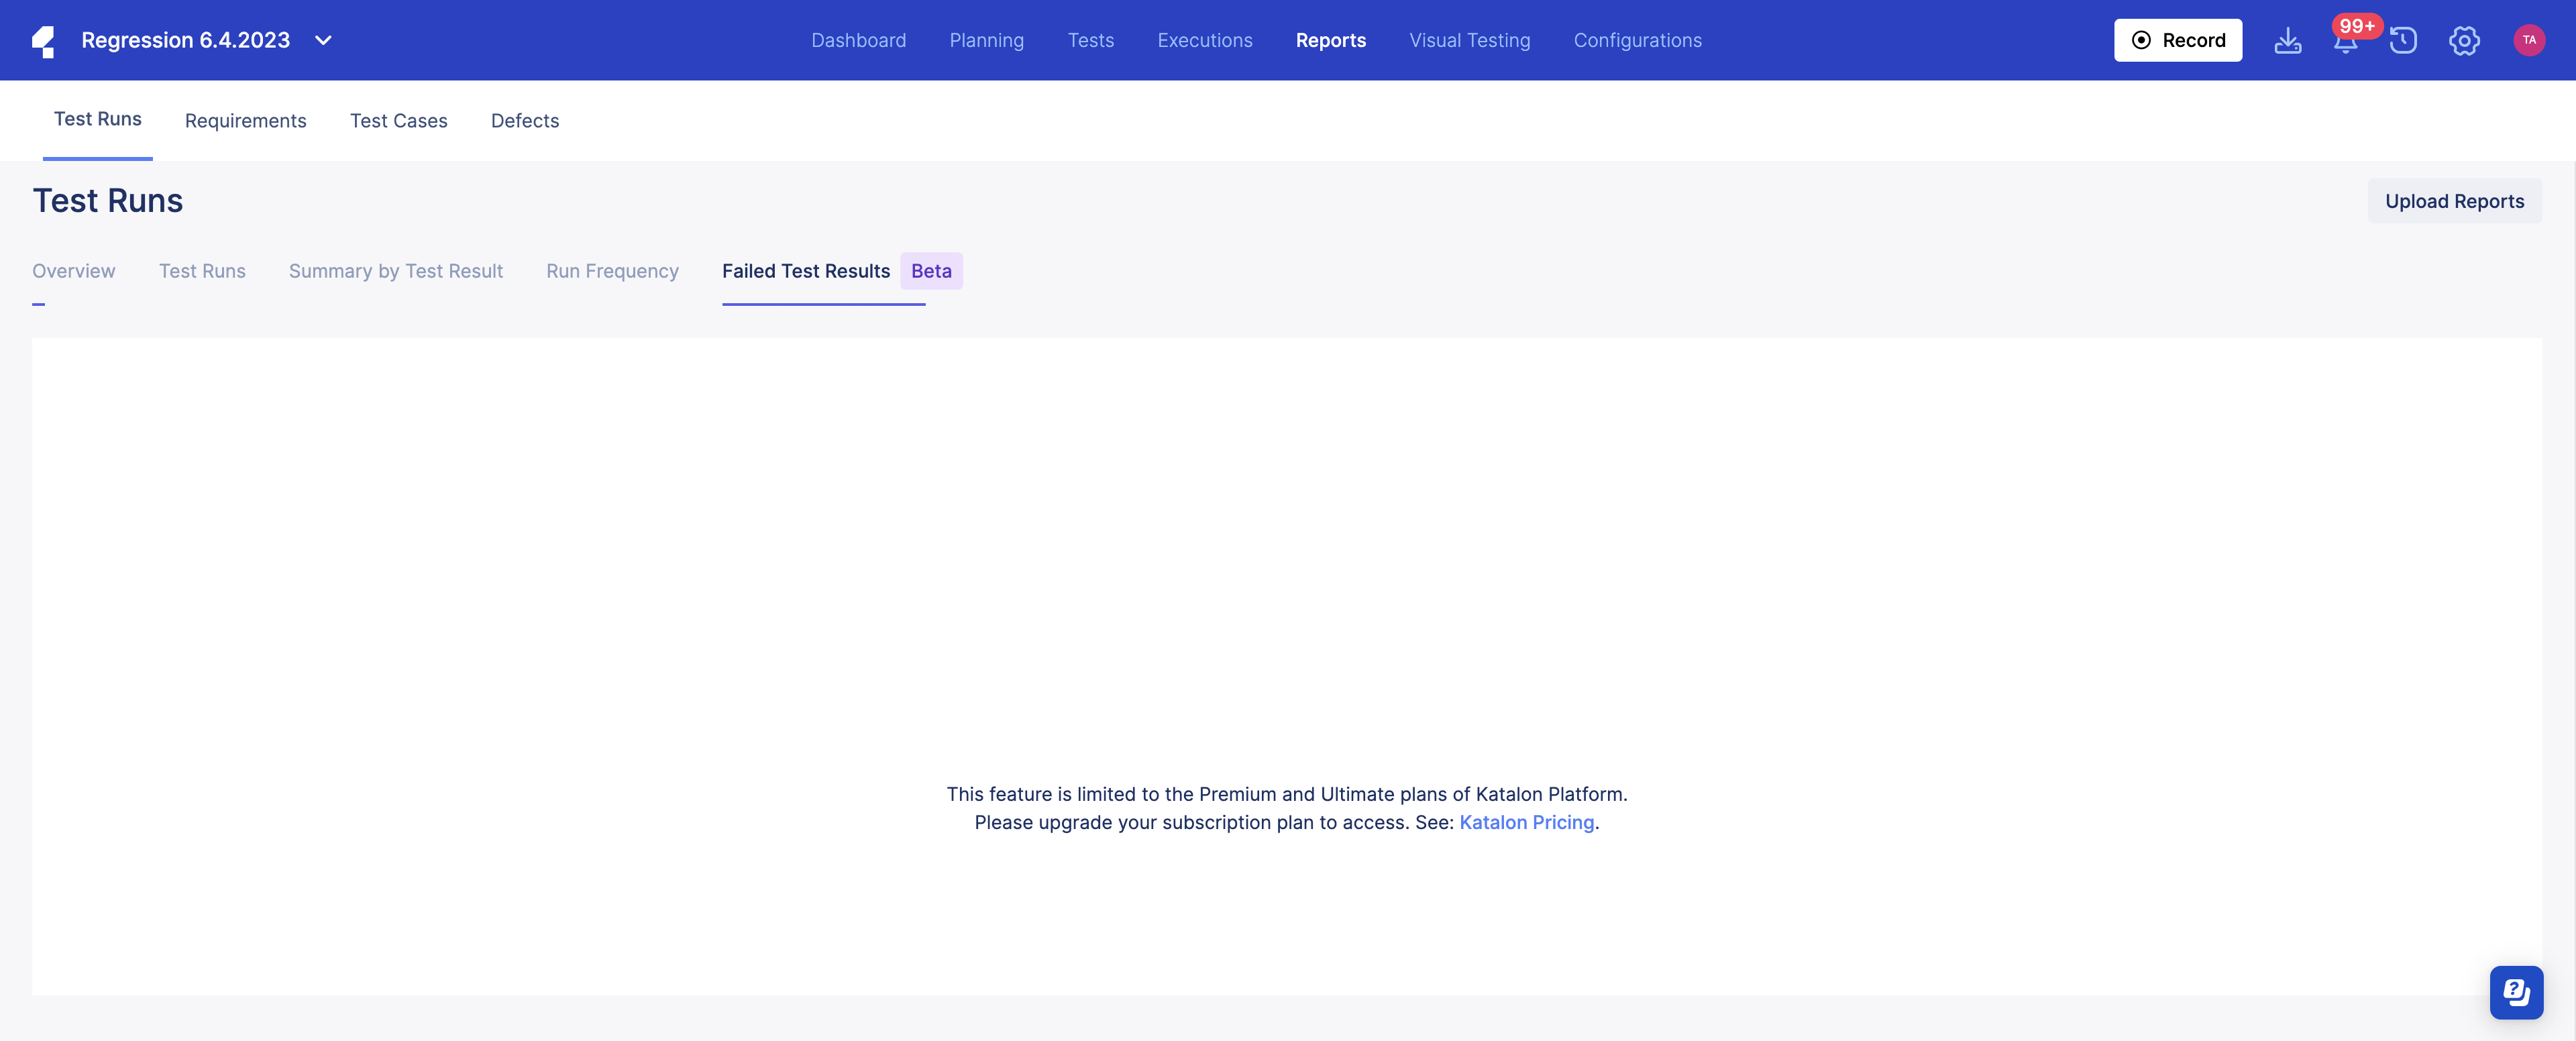 Regression 6.4.2023
Dashboard Planning Tests Executions Reports Visual Testing Configurations
Record
99+
TA
Test Runs Requirements Test Cases Defects
Test Runs
Upload Reports
Overview Test Runs Summary by Test Result Run Frequency Failed Test Results Beta
This feature is limited to the Premium and Ultimate plans of Katalon Platform.
Please upgrade your subscription plan to access. See: Katalon Pricing.
?